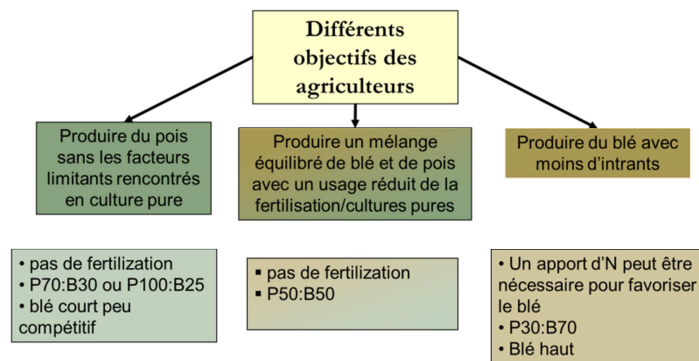 Différents
objectifs des
agriculteurs
Produire du pois
sans les facteurs
limitants rencontrés
en culture pure
Produire un mélange
équilibré de blé et de pois
avec un usage réduit de la
fertilisation/cultures pures
Produire du blé avec
moins d'intrants
• pas de fertilization
• P70:B30 ou P100:B25
• blé court peu
compétitif
▪ pas de fertilization
▪ P50:B50
• Un apport d'N peut être
nécessaire pour favoriser
le blé
• P30:B70
• Blé haut